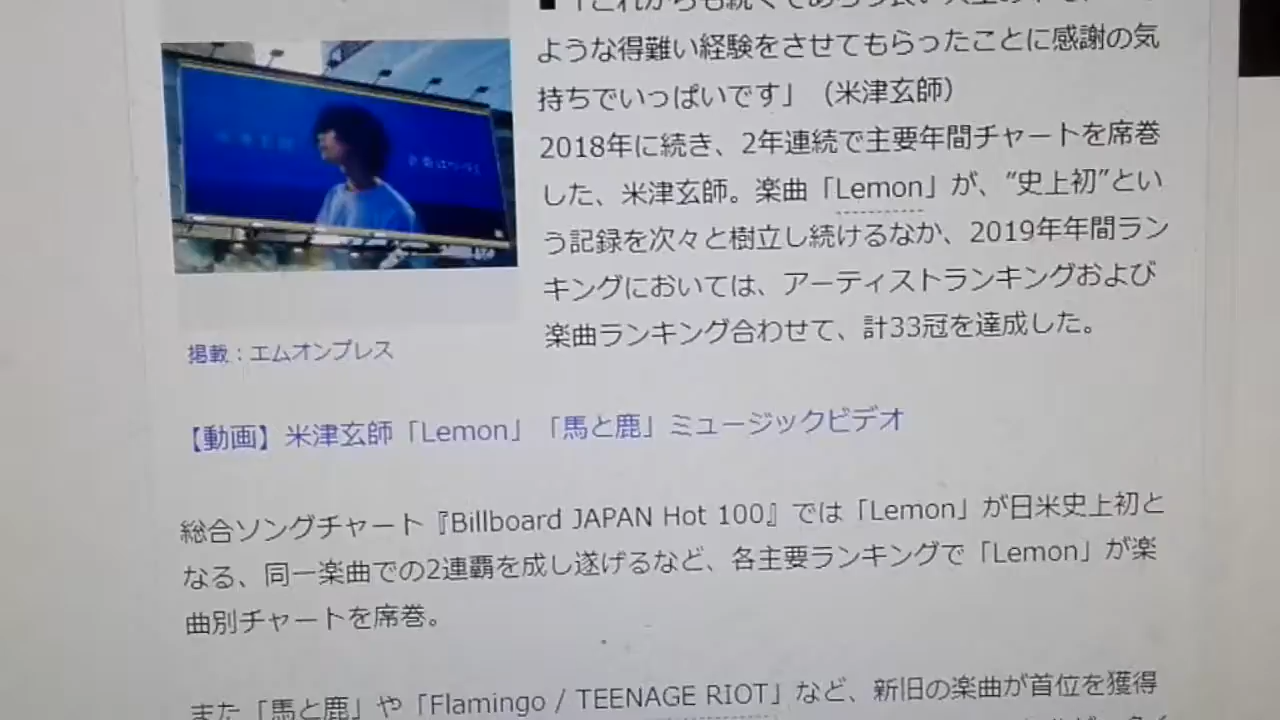 ような得難い経験をさせてもらったことに感謝の気
持ちでいっぱいです」（米津玄師）
2018年に続き、2年連続で主要年間チャートを席巻
した、米津玄師。楽曲「Lemon」が、“史上初”とい
う記録を次々と樹立し続けるなか、2019年年間ラン
キングにおいては、アーティストランキングおよび
楽曲ランキング合わせて、計33冠を達成した。
掲載：エムオンプレス
【動画】米津玄師「Lemon」「馬と鹿」ミュージックビデオ
総合ソングチャート『Billboard JAPAN Hot 100』では「Lemon」が日米史上初と
なる、同一楽曲での2連覇を成し遂げるなど、各主要ランキングで「Lemon」が楽
曲別チャートを席巻。
また「馬と鹿」や「Flamingo / TEENAGE RIOT」など、新旧の楽曲が首位を獲得